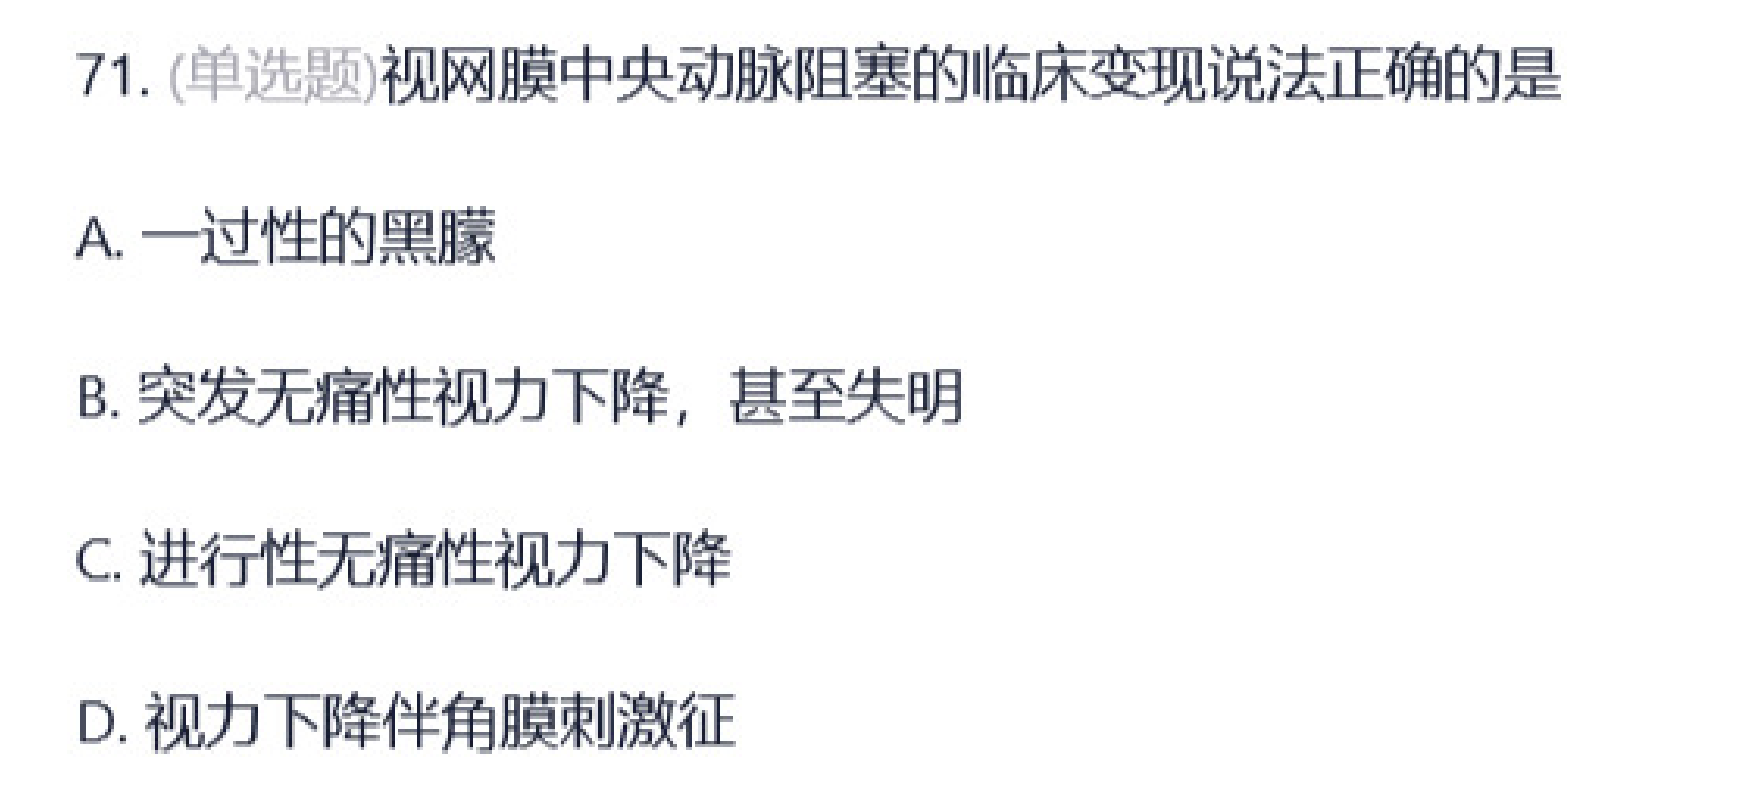 71. (单选题)视网膜中央动脉阻塞的临床变现说法正确的是
A. 一过性的黑朦
B. 突发无痛性视力下降，甚至失明
C. 进行性无痛性视力下降
D. 视力下降伴角膜刺激征